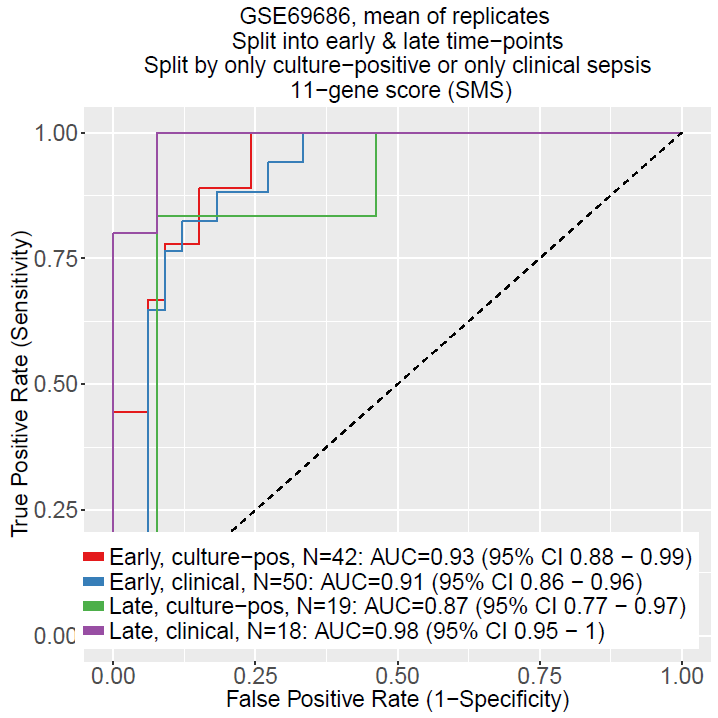 GSE69686, mean of replicates
Split into early & late time−points
Split by only culture−positive or only clinical sepsis
11−gene score (SMS)
True Positive Rate (Sensitivity)
1.00
0.75
0.50
0.25
0.00
Early, culture−pos, N=42: AUC=0.93 (95% CI 0.88 − 0.99)
Early, clinical, N=50: AUC=0.91 (95% CI 0.86 − 0.96)
Late, culture−pos, N=19: AUC=0.87 (95% CI 0.77 − 0.97)
Late, clinical, N=18: AUC=0.98 (95% CI 0.95 − 1)
0.00 0.25 0.50 0.75 1.00
False Positive Rate (1−Specificity)